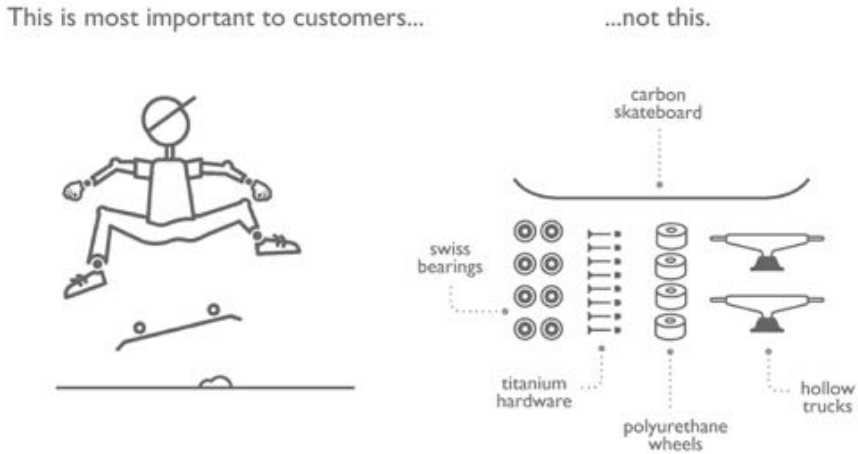 This is most important to customers...
...not this.
carbon
skateboard
swiss
bearings
titanium
hardware
polyurethane
wheels
hollow
trucks